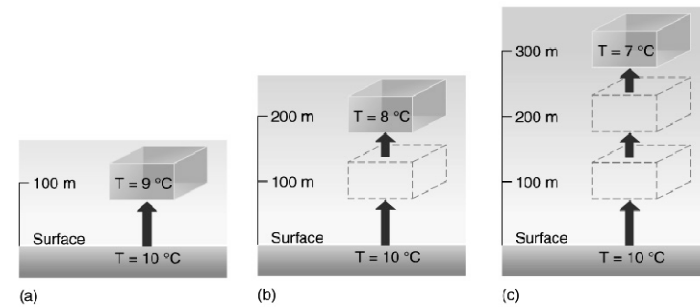 100 m
T = 9 °C
Surface
T = 10 °C
(a)
200 m
T = 8 °C
100 m
Surface
T = 10 °C
(b)
300 m
T = 7 °C
200 m
100 m
Surface
T = 10 °C
(c)